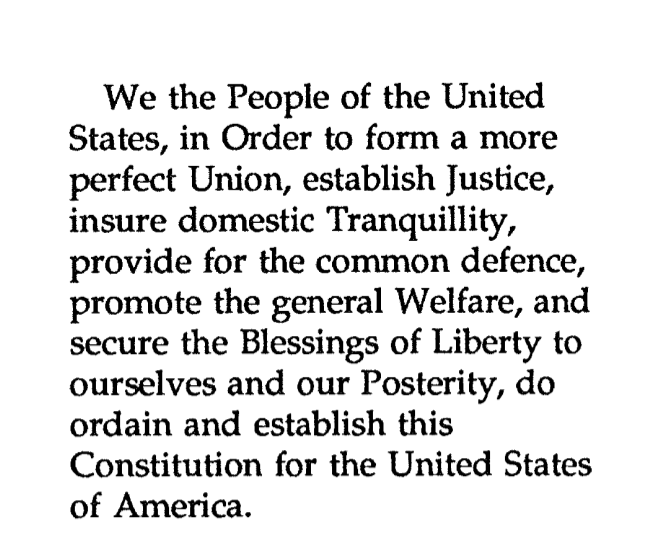 We the People of the United
States, in Order to form a more
perfect Union, establish Justice,
insure domestic Tranquillity,
provide for the common defence,
promote the general Welfare, and
secure the Blessings of Liberty to
ourselves and our Posterity, do
ordain and establish this
Constitution for the United States
of America.